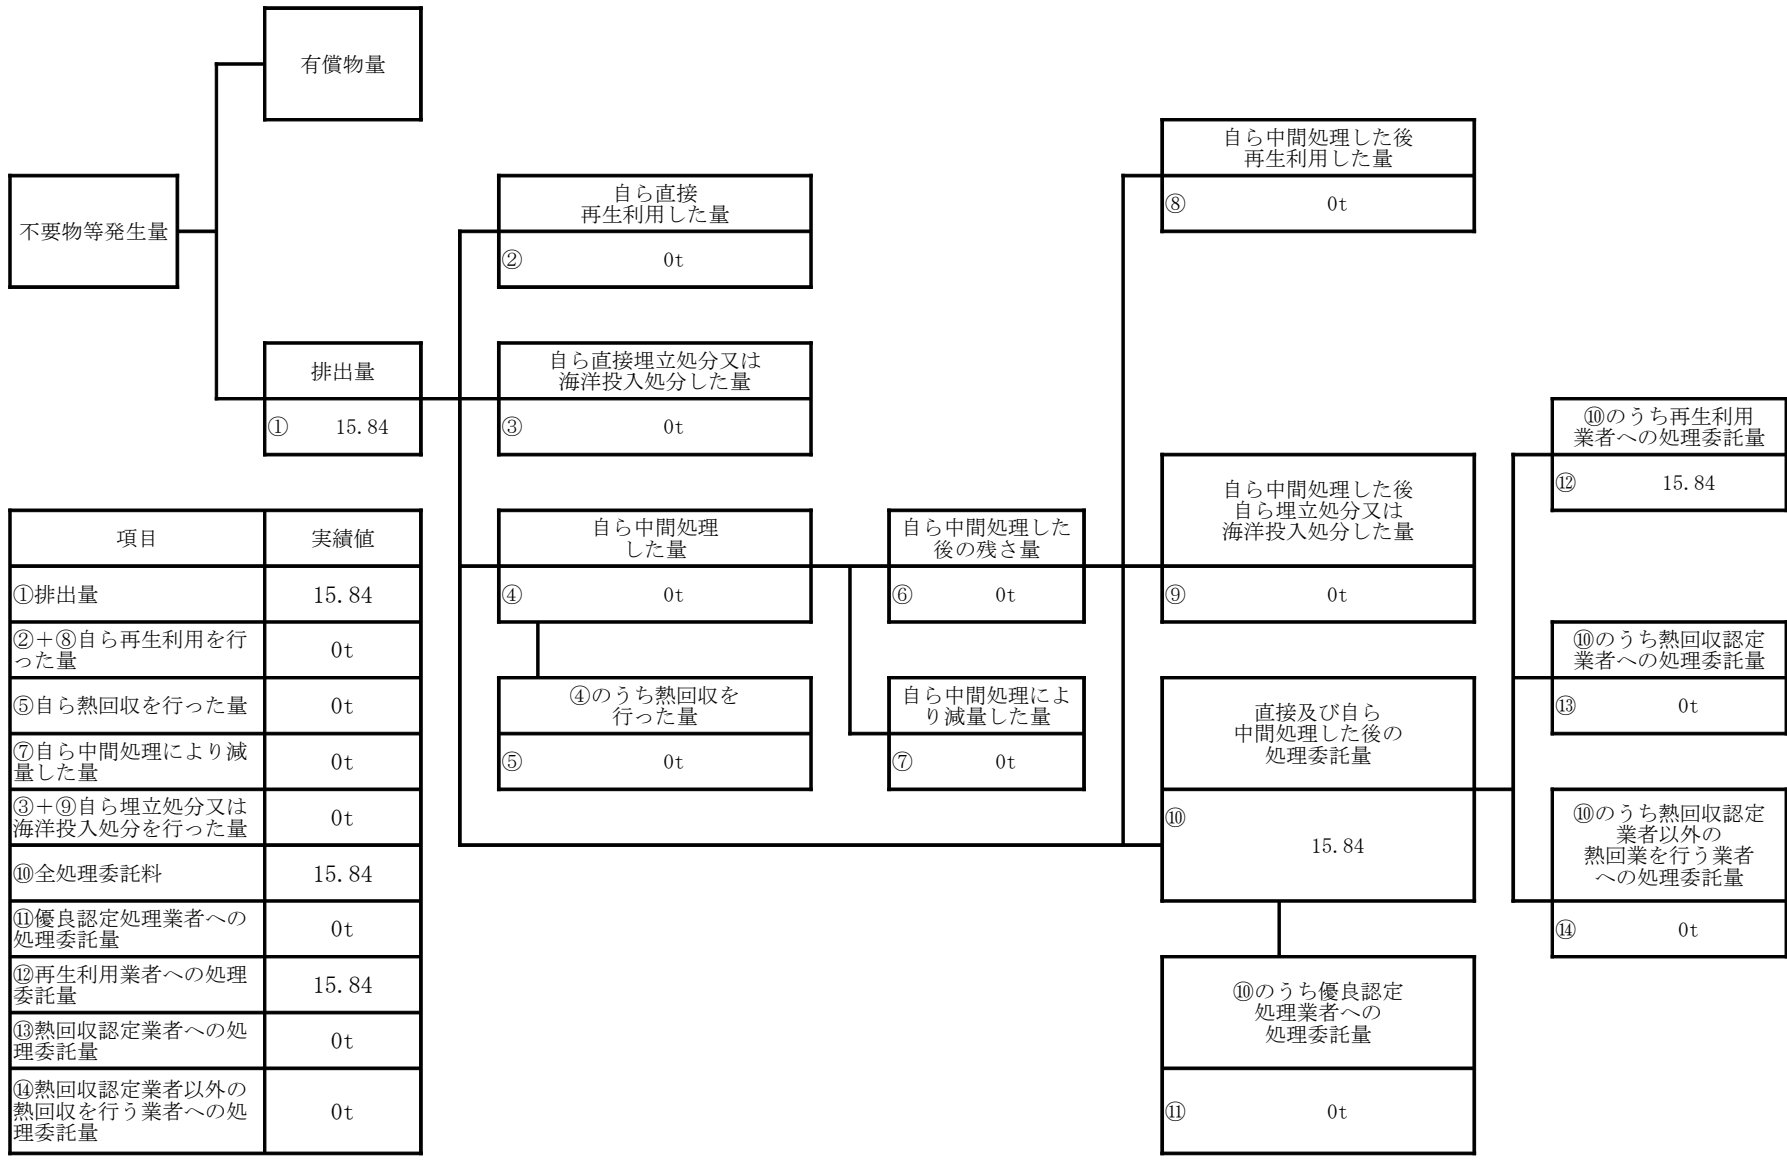 有償物量
不要物等発生量
排出量
① 15.84
自ら直接
再生利用した量
② 0t
自ら直接埋立処分又は
海洋投入処分した量
③ 0t
自ら中間処理
した量
④ 0t
④のうち熱回収を
行った量
⑤ 0t
自ら中間処理した
後の残さ量
⑥ 0t
自ら中間処理によ
り減量した量
⑦ 0t
自ら中間処理した後
再生利用した量
⑧ 0t
自ら中間処理した後
自ら埋立処分又は
海洋投入処分した量
⑨ 0t
直接及び自ら
中間処理した後の
処理委託量
⑩
15.84
⑩のうち優良認定
処理業者への
処理委託量
⑪ 0t
⑩のうち再生利用
業者への処理委託量
⑫ 15.84
⑩のうち熱回収認定
業者への処理委託量
⑬ 0t
⑩のうち熱回収認定
業者以外の
熱回業を行う業者
への処理委託量
⑭ 0t
項目 実績値
①排出量 15.84
②＋⑧自ら再生利用を行
った量 0t
⑤自ら熱回収を行った量 0t
⑦自ら中間処理により減
量した量 0t
③＋⑨自ら埋立処分又は
海洋投入処分を行った量 0t
⑩全処理委託料 15.84
⑪優良認定処理業者への
処理委託量 0t
⑫再生利用業者への処理
委託量 15.84
⑬熱回収認定業者への処
理委託量 0t
⑭熱回収認定業者以外の
熱回収を行う業者への処
理委託量 0t